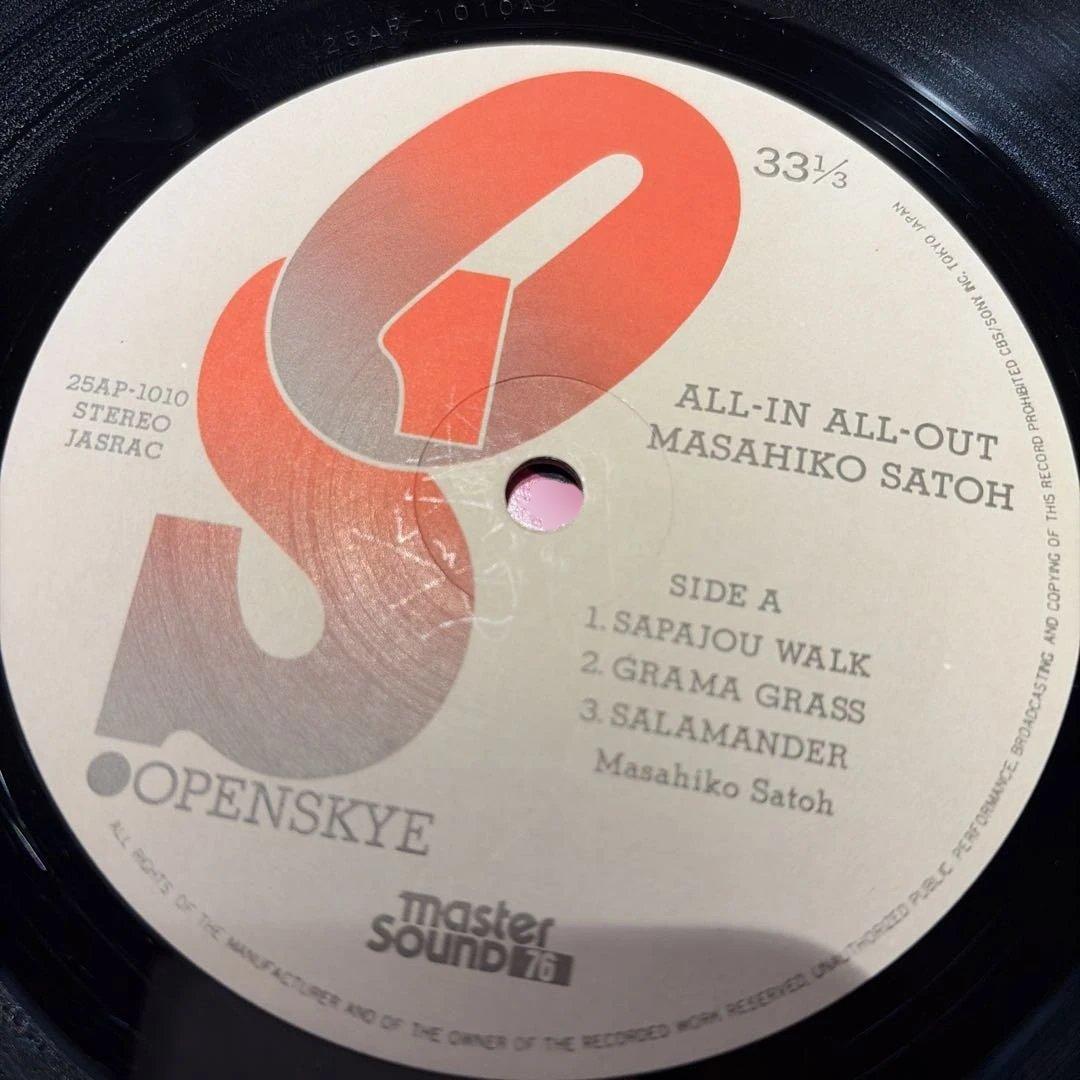 25AP-1010A2
33⅓
25AP-1010
STEREO
JASRAC
ALL-IN ALL-OUT
MASAHIKO SATOH
SIDE A
1. SAPAJOU WALK
2. GRAMA GRASS
3. SALAMANDER
Masahiko Satoh
OPENSKYE
master
sound 76
ALL RIGHTS OF THE MANUFACTURER AND OF THE OWNER OF THE RECORDED WORK RESERVED. UNAUTHORIZED PUBLIC PERFORMANCE. BROADCASTING AND COPYING OF THIS RECORD PROHIBITED CBS/SONY INC. TOKYO JAPAN